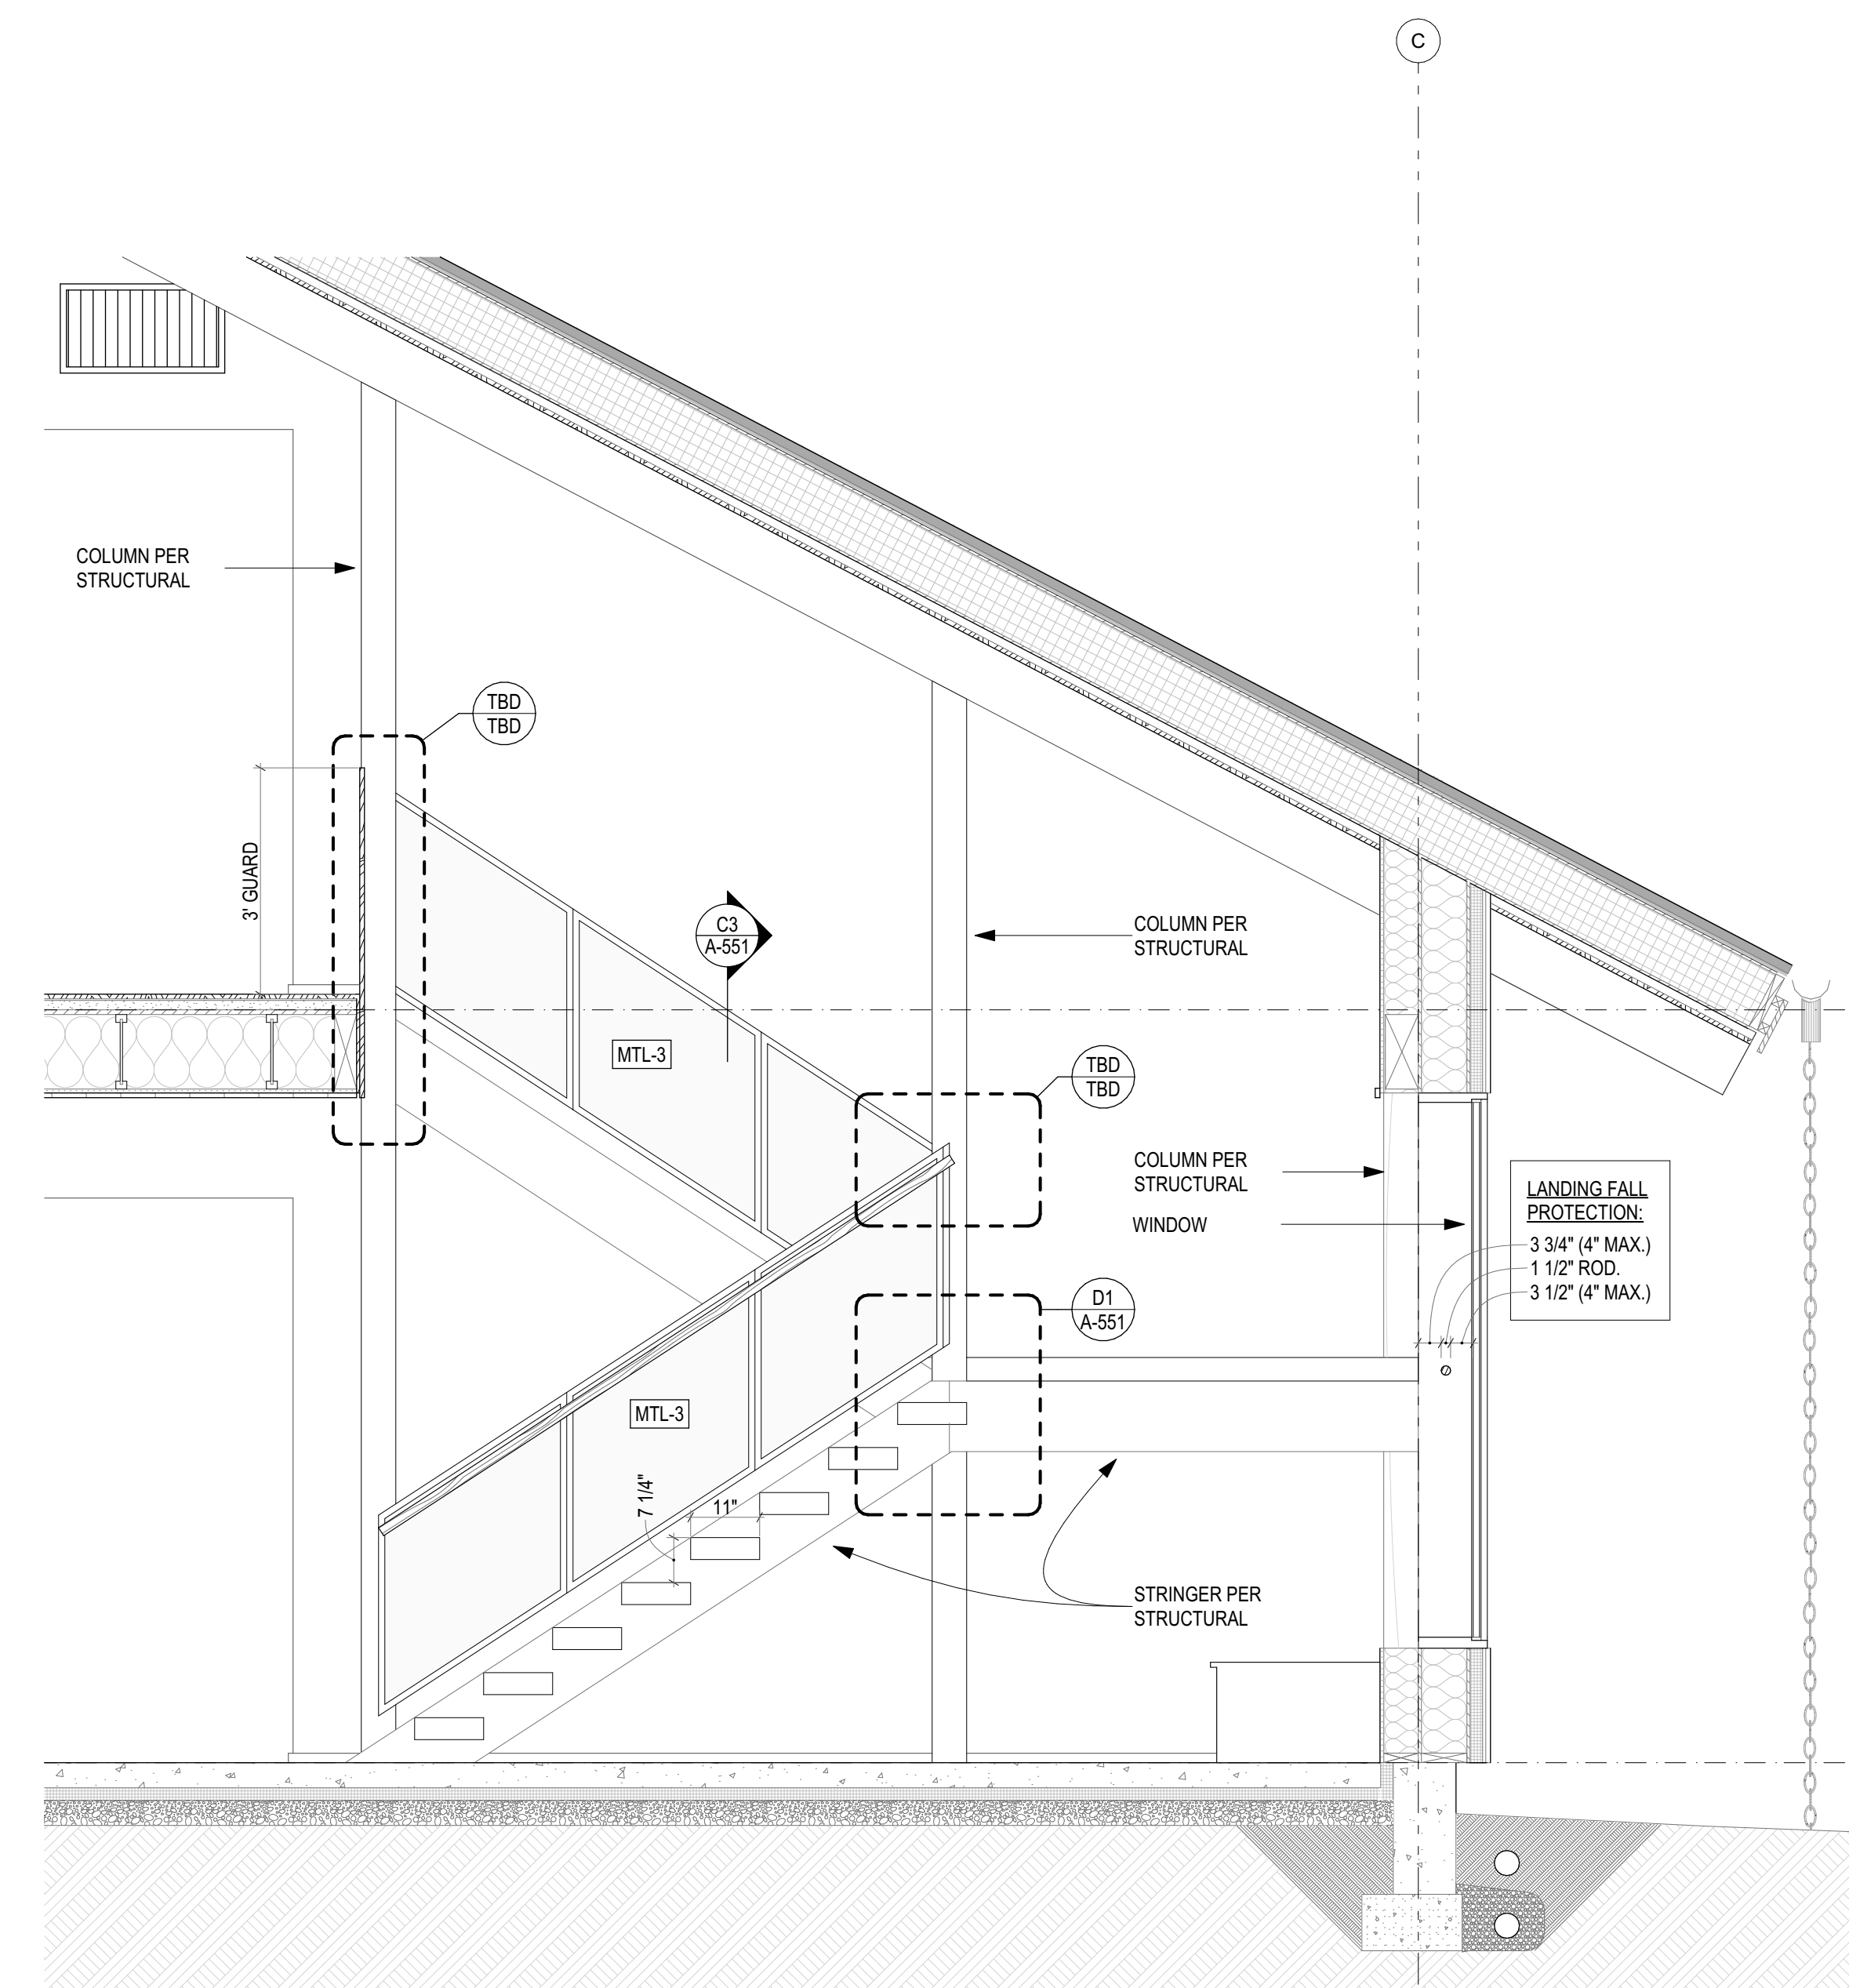 C
COLUMN PER
STRUCTURAL
TBD
TBD
3' GUARD
C3
A-551
COLUMN PER
STRUCTURAL
MTL-3
TBD
TBD
COLUMN PER
STRUCTURAL
WINDOW
LANDING FALL
PROTECTION:
3 3/4" (4" MAX.)
1 1/2" ROD.
3 1/2" (4" MAX.)
D1
A-551
MTL-3
7 1/4"
11"
STRINGER PER
STRUCTURAL